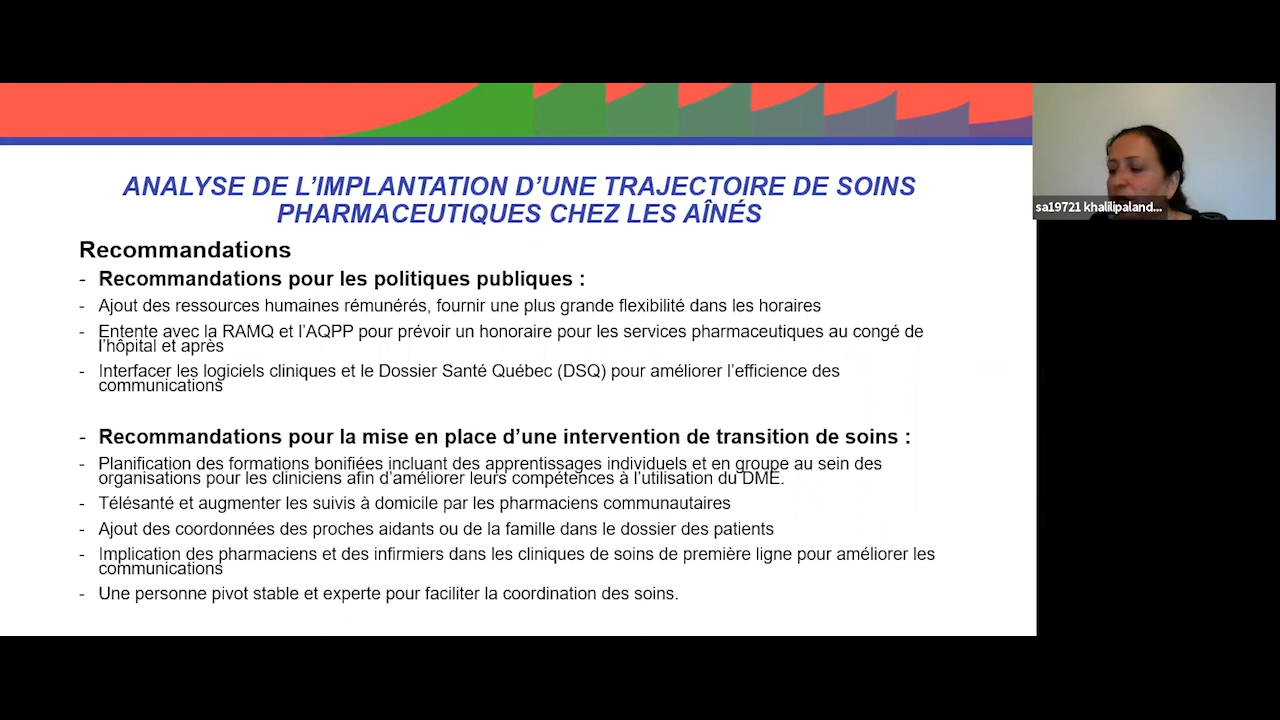 ANALYSE DE L'IMPLANTATION D'UNE TRAJECTOIRE DE SOINS
PHARMACEUTIQUES CHEZ LES AÎNÉS
Recommandations
- Recommandations pour les politiques publiques :
- Ajout des ressources humaines rémunérés, fournir une plus grande flexibilité dans les horaires
- Entente avec la RAMQ et l'AQPP pour prévoir un honoraire pour les services pharmaceutiques au congé de
l'hôpital et après
- Interfacer les logiciels cliniques et le Dossier Santé Québec (DSQ) pour améliorer l'efficience des
communications
- Recommandations pour la mise en place d'une intervention de transition de soins :
- Planification des formations bonifiées incluant des apprentissages individuels et en groupe au sein des
organisations pour les cliniciens afin d'améliorer leurs compétences à l'utilisation du DME.
- Télésanté et augmenter les suivis à domicile par les pharmaciens communautaires
- Ajout des coordonnées des proches aidants ou de la famille dans le dossier des patients
- Implication des pharmaciens et des infirmiers dans les cliniques de soins de première ligne pour améliorer les
communications
- Une personne pivot stable et experte pour faciliter la coordination des soins.
sa19721 khalilipaland...